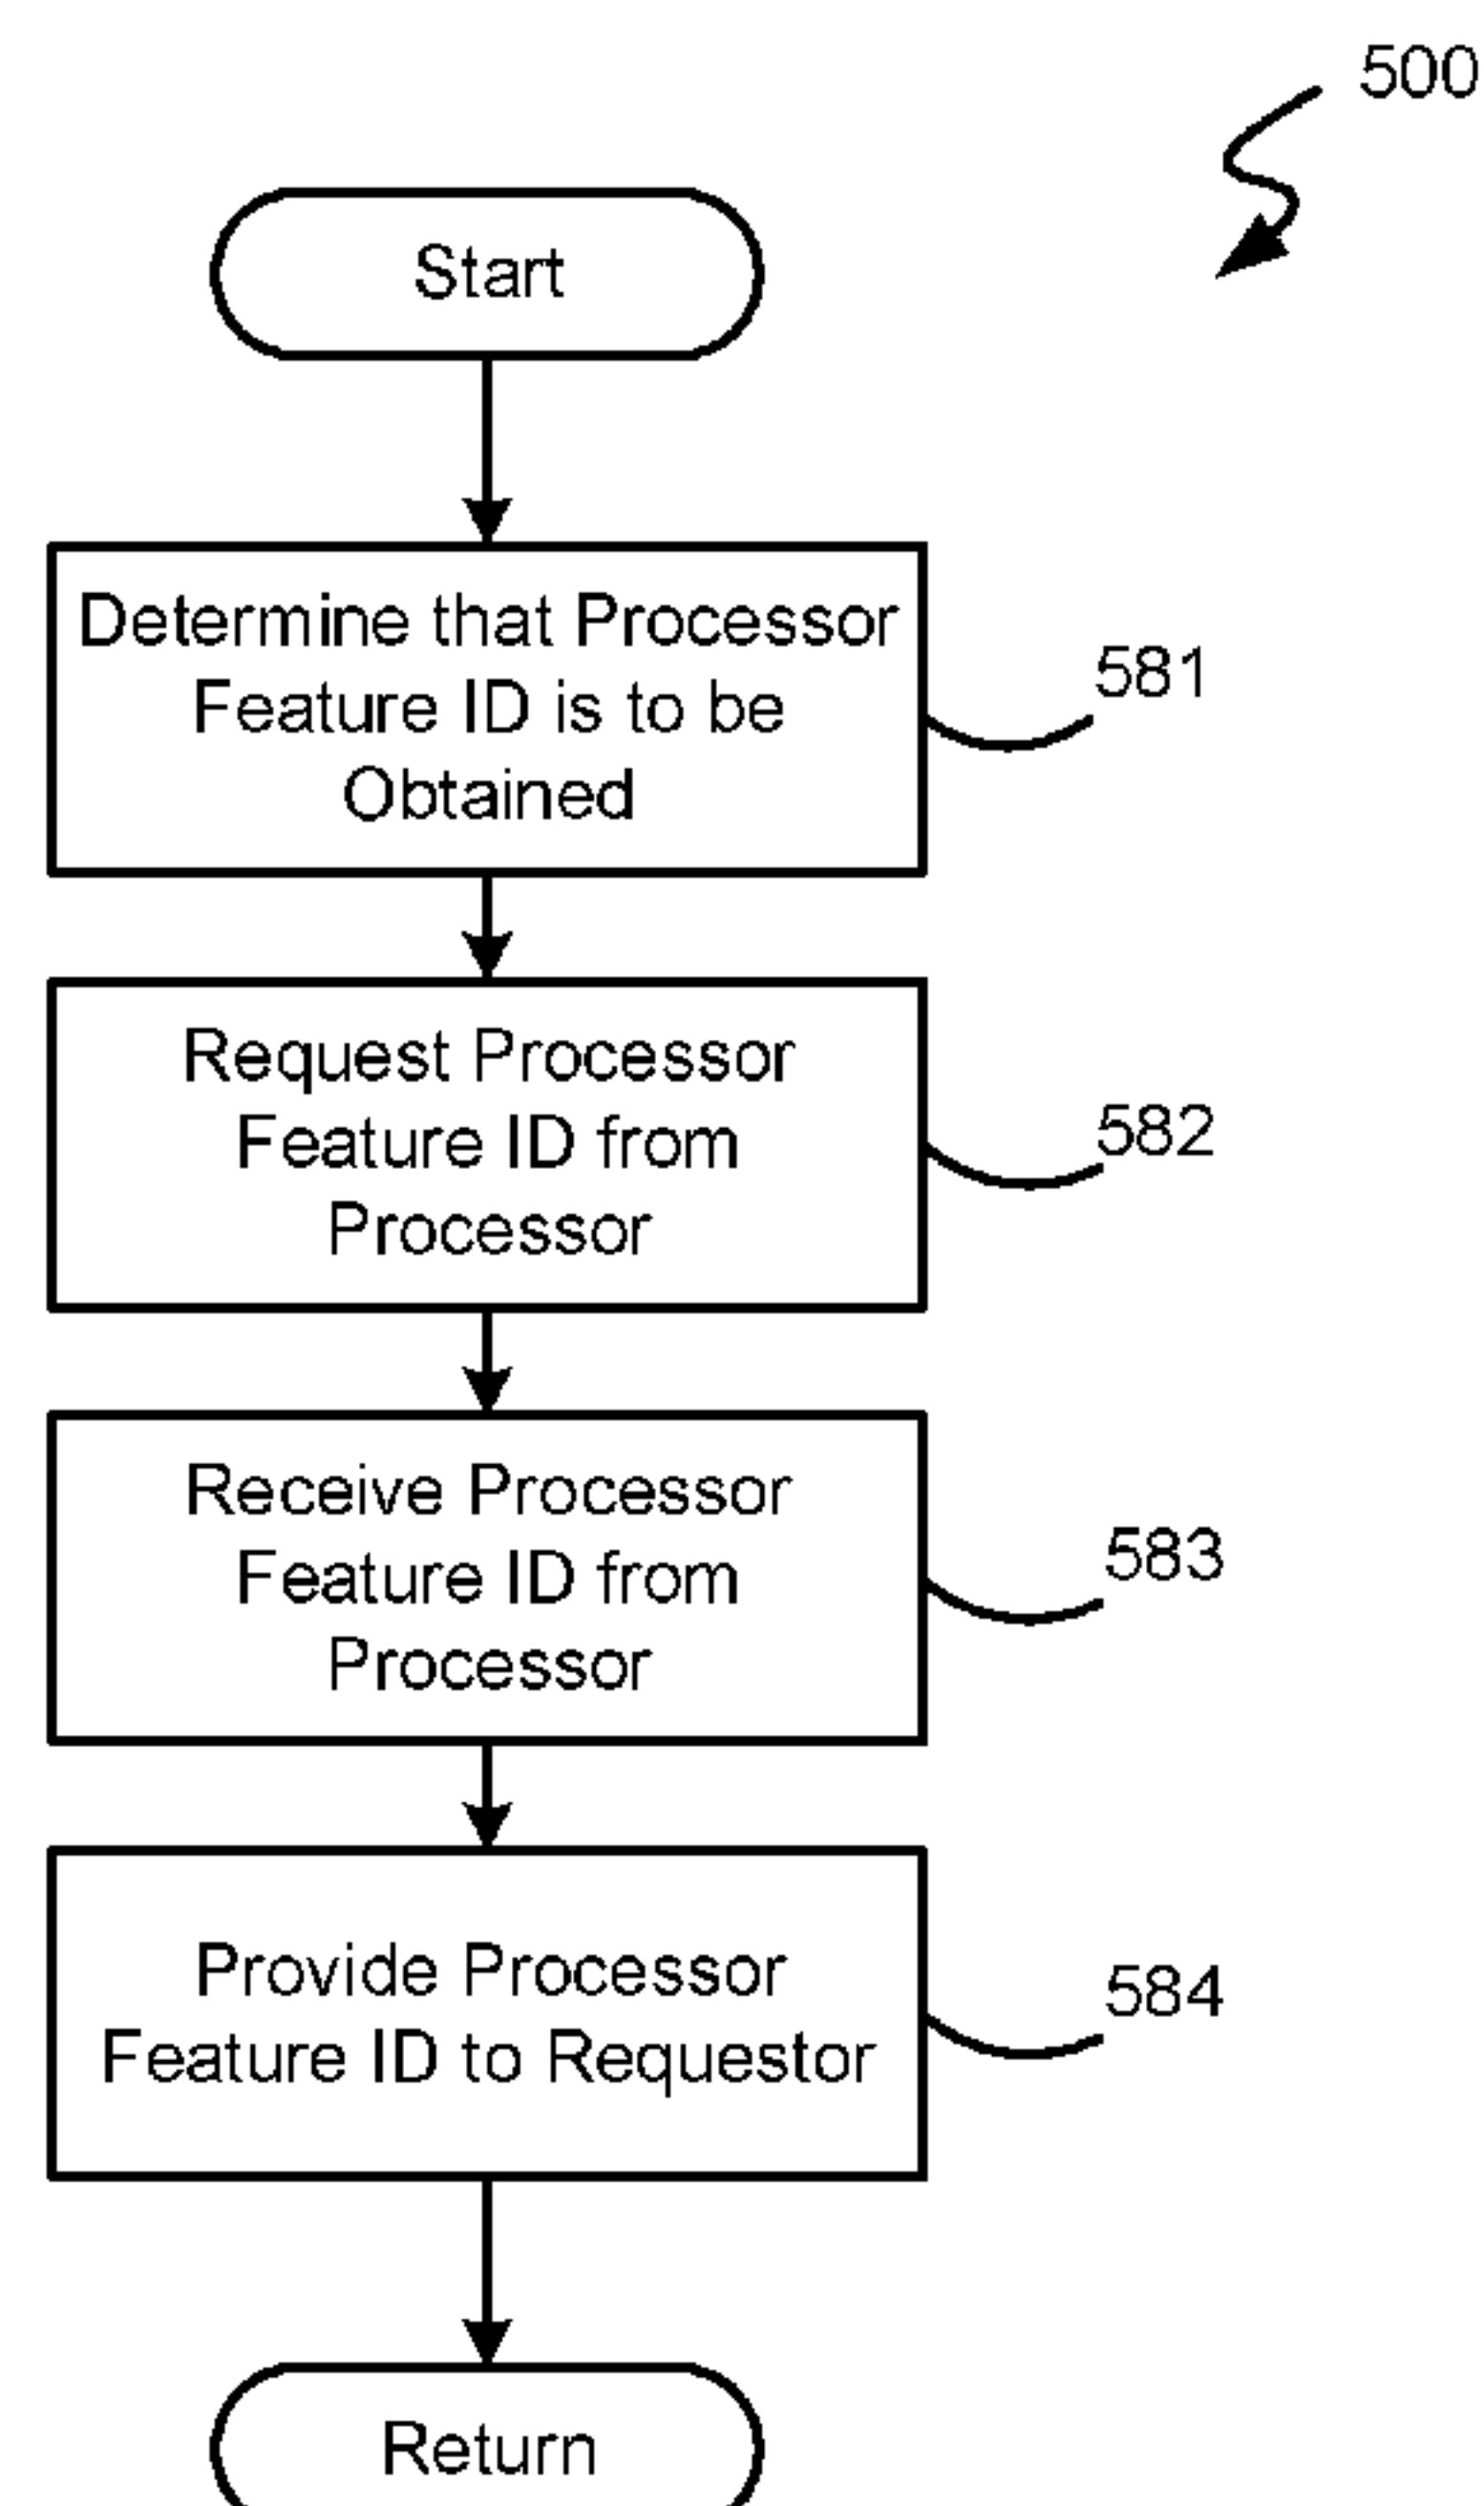 500
Start
Determine that Processor
Feature ID is to be
Obtained
581
Request Processor
Feature ID from
Processor
582
Receive Processor
Feature ID from
Processor
583
Provide Processor
Feature ID to Requestor
584
Return